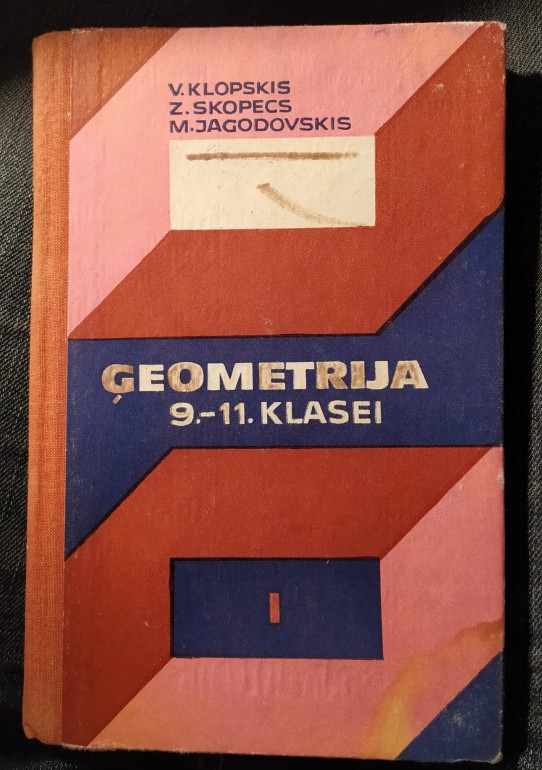 V. KLOPSKIS
Z. SKOPECS
M. JAGODOVSKIS
ĢEOMETRIJA
9.-11. KLASEI
I